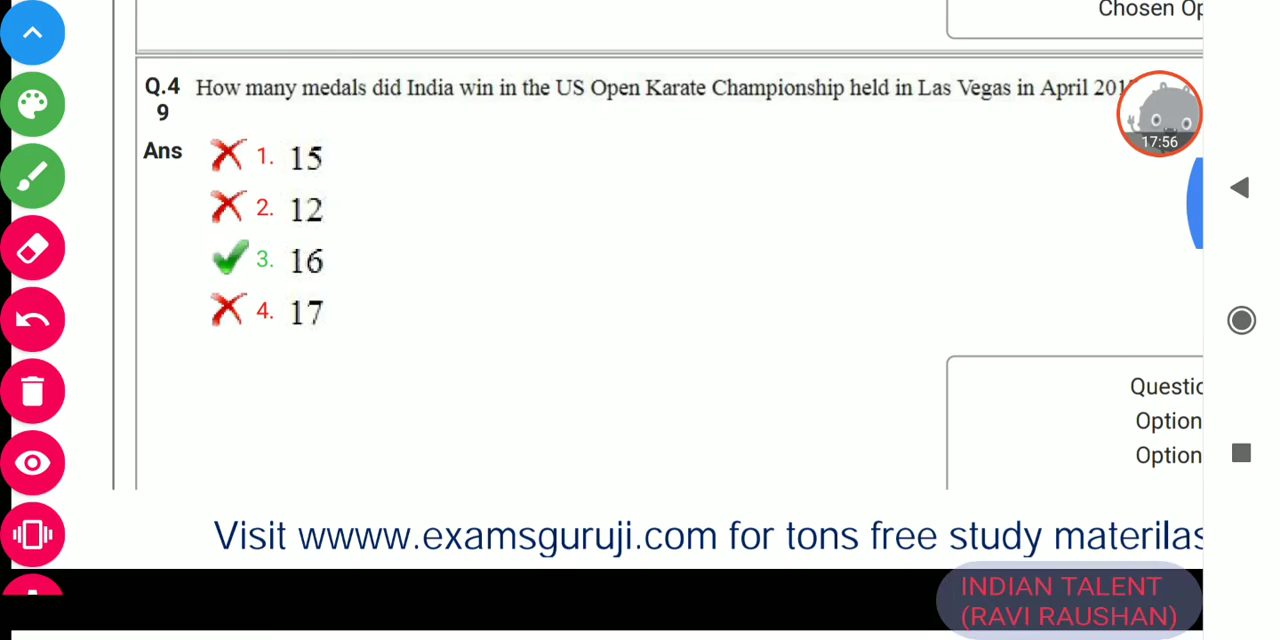 Chosen Op
Q.4 How many medals did India win in the US Open Karate Championship held in Las Vegas in April 201
9
17:56
Ans 1. 15
2. 12
3. 16
4. 17
Questio
Option
Option
Visit wwww.examsguruji.com for tons free study materilas
INDIAN TALENT
(RAVI RAUSHAN)